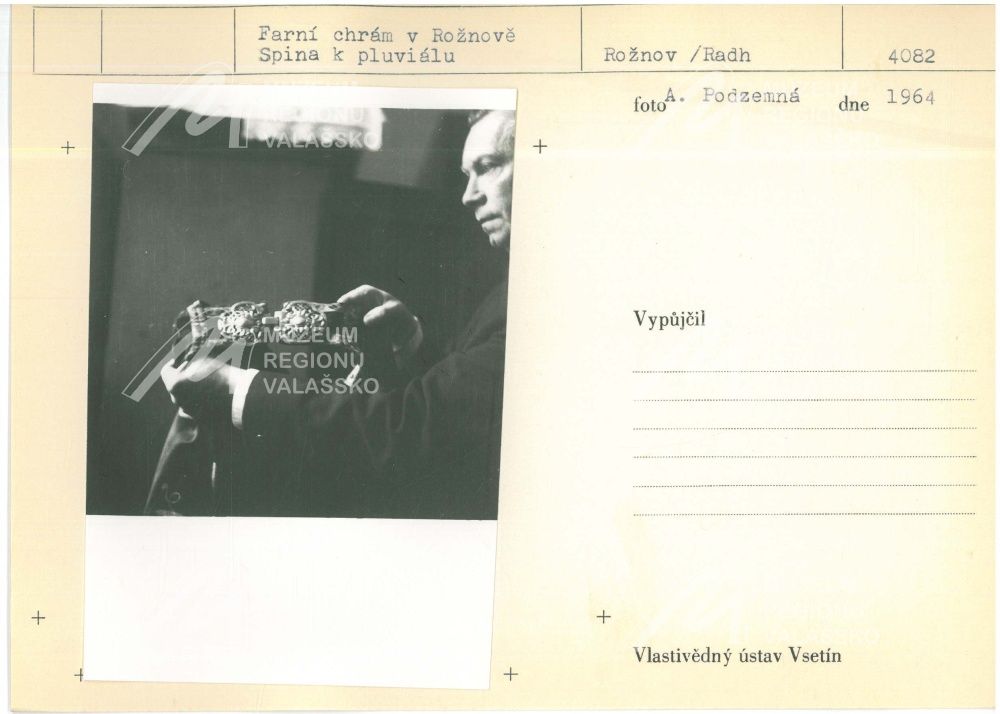 Farní chrám v Rožnově
Spina k pluviálu
Rožnov /Radh
4082
foto A. Podzemná dne 1964
MUZEUM
REGIONU
VALAŠSKO
MUZEUM
REGIONU
VALAŠSKO
Vypůjčil
VALAŠSKO
Vlastivědný ústav Vsetín